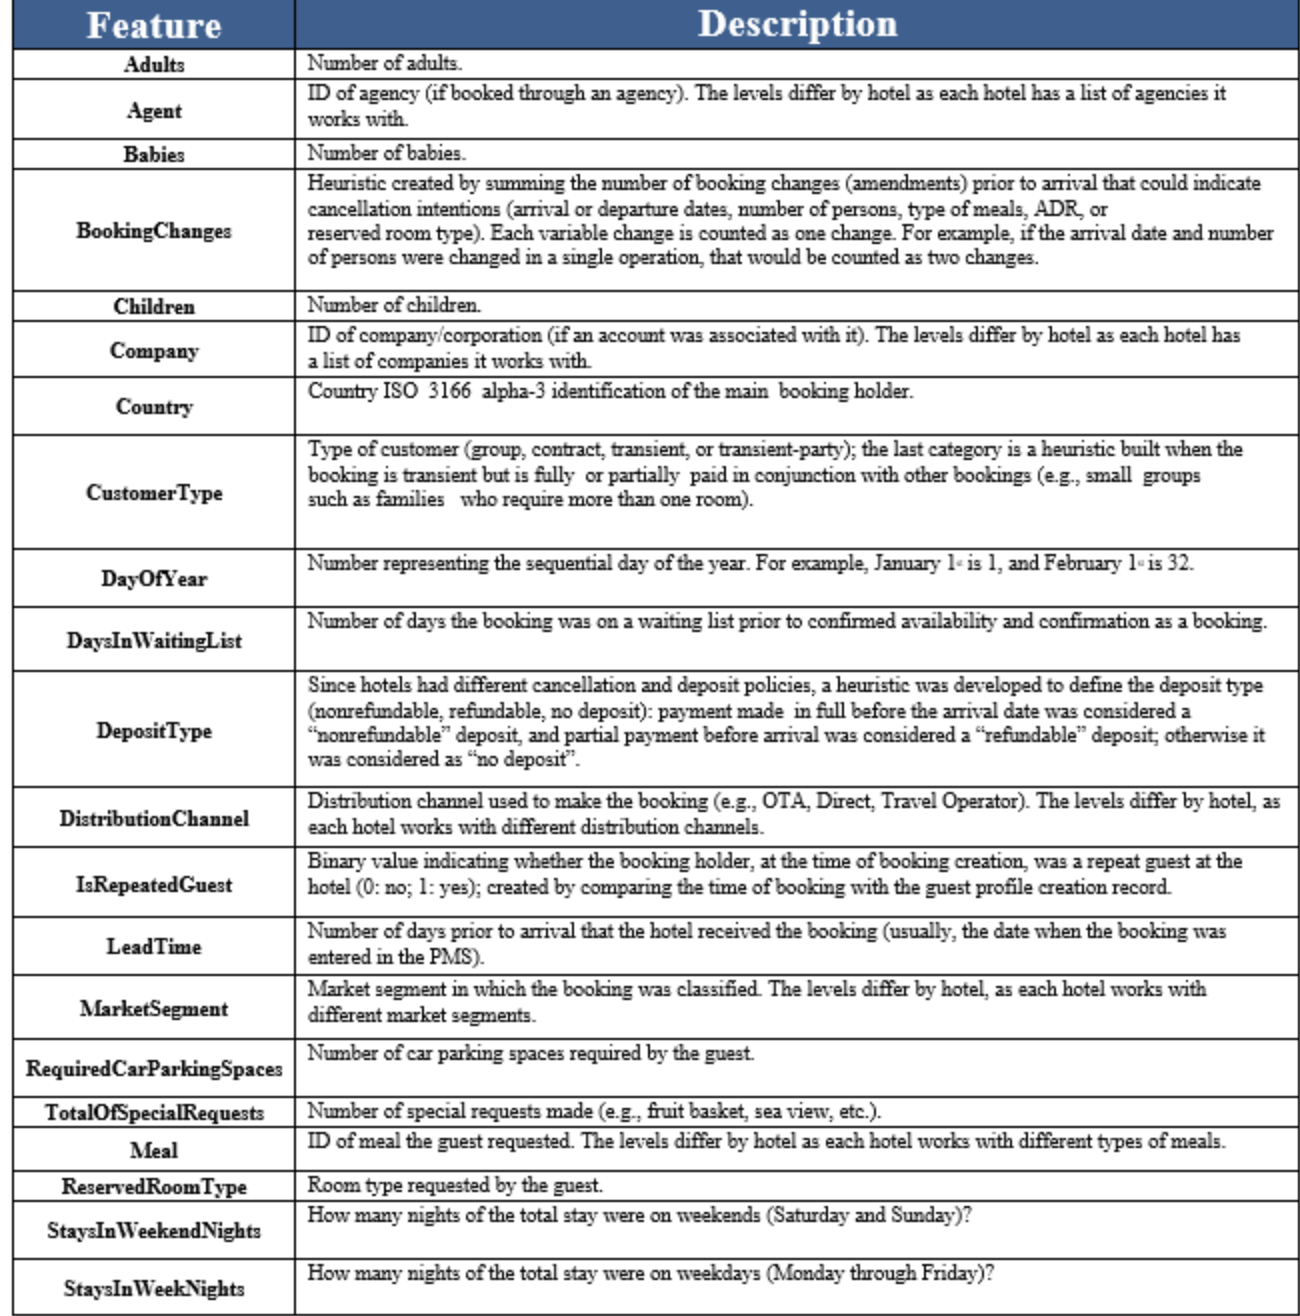 Feature Description
Adults Number of adults.
Agent ID of agency (if booked through an agency). The levels differ by hotel as each hotel has a list of agencies it
works with.
Babies Number of babies.
BookingChanges Heuristic created by summing the number of booking changes (amendments) prior to arrival that could indicate
cancellation intentions (arrival or departure dates, number of persons, type of meals, ADR, or
reserved room type). Each variable change is counted as one change. For example, if the arrival date and number
of persons were changed in a single operation, that would be counted as two changes.
Children Number of children.
Company ID of company/corporation (if an account was associated with it). The levels differ by hotel as each hotel has
a list of companies it works with.
Country Country ISO 3166 alpha-3 identification of the main booking holder.
CustomerType Type of customer (group, contract, transient, or transient-party); the last category is a heuristic built when the
booking is transient but is fully or partially paid in conjunction with other bookings (e.g., small groups
such as families who require more than one room).
DayOfYear Number representing the sequential day of the year. For example, January 1st is 1, and February 1st is 32.
DaysInWaitingList Number of days the booking was on a waiting list prior to confirmed availability and confirmation as a booking.
DepositType Since hotels had different cancellation and deposit policies, a heuristic was developed to define the deposit type
(nonrefundable, refundable, no deposit): payment made in full before the arrival date was considered a
“nonrefundable” deposit, and partial payment before arrival was considered a “refundable” deposit; otherwise it
was considered as “no deposit”.
DistributionChannel Distribution channel used to make the booking (e.g., OTA, Direct, Travel Operator). The levels differ by hotel, as
each hotel works with different distribution channels.
IsRepeatedGuest Binary value indicating whether the booking holder, at the time of booking creation, was a repeat guest at the
hotel (0: no; 1: yes); created by comparing the time of booking with the guest profile creation record.
LeadTime Number of days prior to arrival that the hotel received the booking (usually, the date when the booking was
entered in the PMS).
MarketSegment Market segment in which the booking was classified. The levels differ by hotel, as each hotel works with
different market segments.
RequiredCarParkingSpaces Number of car parking spaces required by the guest.
TotalOfSpecialRequests Number of special requests made (e.g., fruit basket, sea view, etc.).
Meal ID of meal the guest requested. The levels differ by hotel as each hotel works with different types of meals.
ReservedRoomType Room type requested by the guest.
StaysInWeekendNights How many nights of the total stay were on weekends (Saturday and Sunday)?
StaysInWeekNights How many nights of the total stay were on weekdays (Monday through Friday)?